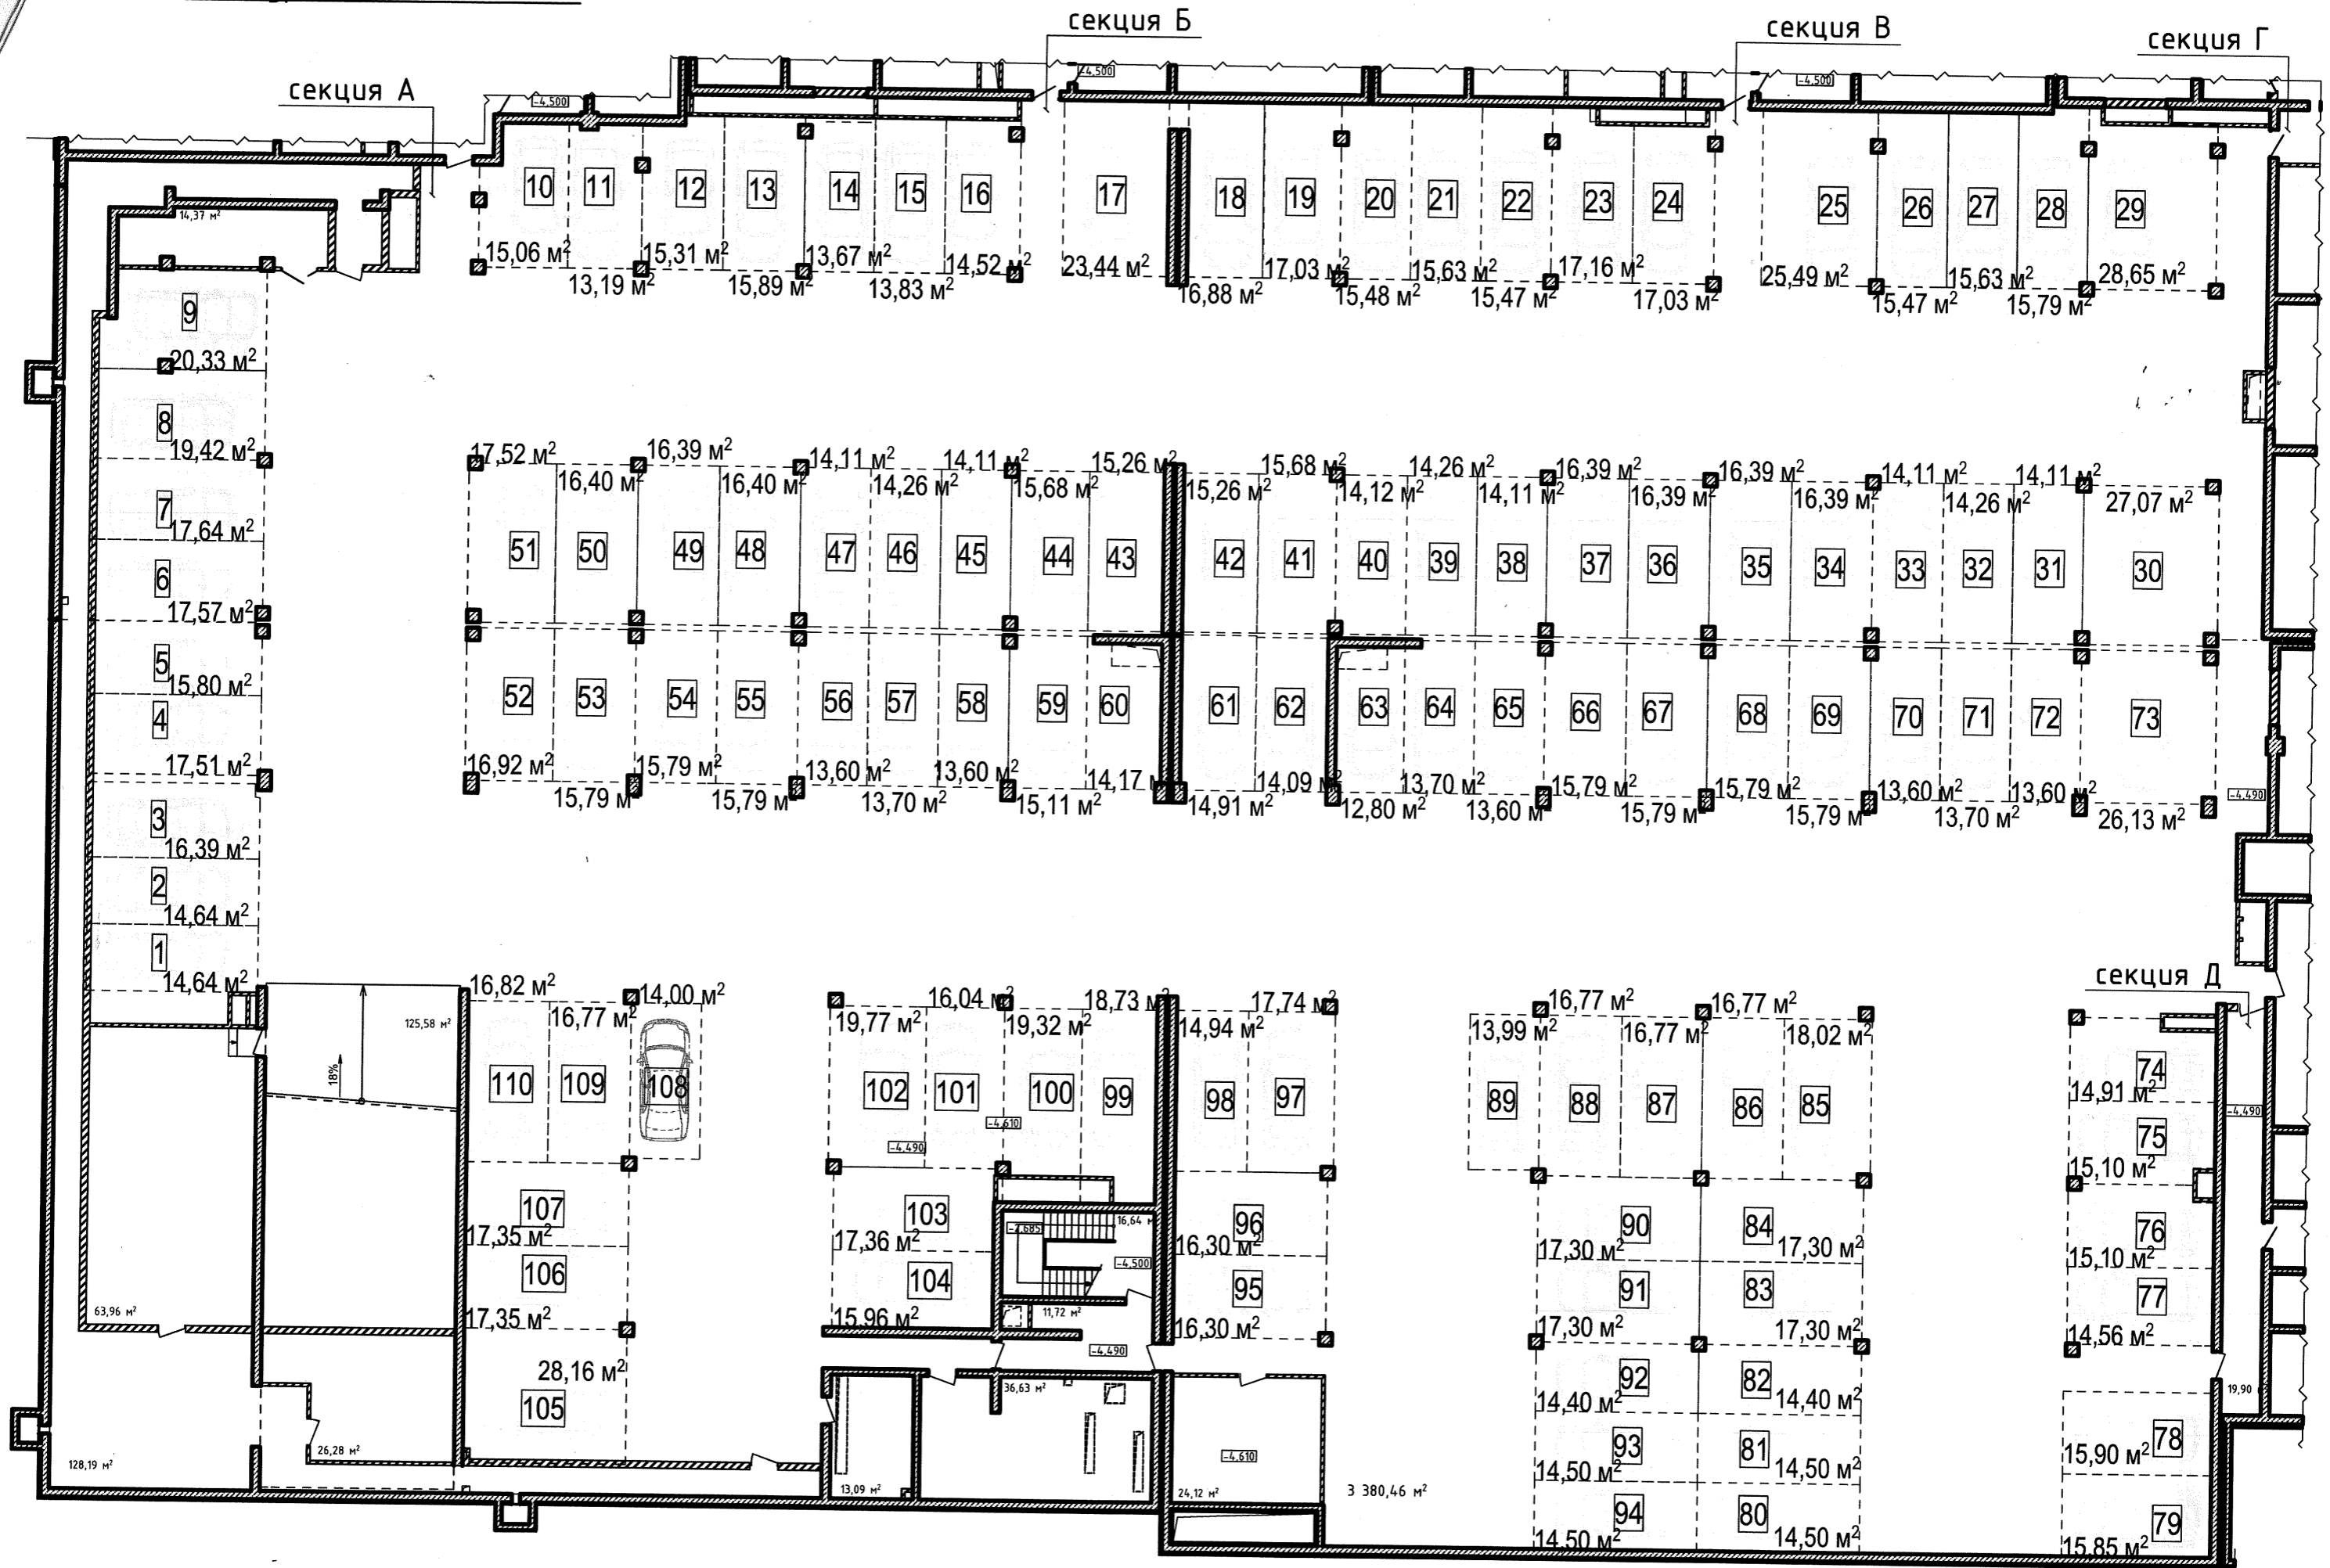 секция Б
секция В
секция Г
секция А
-4,500
-4,500
-4,500
14,37 м²
10
11
12
13
14
15
16
17
18
19
20
21
22
23
24
25
26
27
28
29
15,06 м²
15,31 м²
13,67 м²
14,52 м²
23,44 м²
17,03 м²
15,63 м²
17,16 м²
25,49 м²
15,63 м²
28,65 м²
13,19 м²
15,89 м²
13,83 м²
16,88 м²
15,48 м²
15,47 м²
17,03 м²
15,47 м²
15,79 м²
9
20,33 м²
8
19,42 м²
7
17,64 м²
6
17,57 м²
5
15,80 м²
4
17,51 м²
3
16,39 м²
2
14,64 м²
1
14,64 м²
17,52 м²
16,39 м²
14,11 м²
14,11 м²
15,26 м²
15,68 м²
14,26 м²
16,39 м²
16,39 м²
14,11 м²
14,11 м²
27,07 м²
16,40 м²
16,40 м²
14,26 м²
15,68 м²
15,26 м²
14,12 м²
14,11 м²
16,39 м²
16,39 м²
14,26 м²
51
50
49
48
47
46
45
44
43
42
41
40
39
38
37
36
35
34
33
32
31
30
52
53
54
55
56
57
58
59
60
61
62
63
64
65
66
67
68
69
70
71
72
73
16,92 м²
15,79 м²
13,60 м²
13,60 м²
14,17 м²
14,09 м²
13,70 м²
15,79 м²
15,79 м²
13,60 м²
13,60 м²
-4,490
15,79 м²
15,79 м²
13,70 м²
15,11 м²
14,91 м²
12,80 м²
13,60 м²
15,79 м²
15,79 м²
13,70 м²
26,13 м²
секция Д
16,82 м²
14,00 м²
16,04 м²
18,73 м²
17,74 м²
16,77 м²
16,77 м²
16,77 м²
19,77 м²
19,32 м²
14,94 м²
13,99 м²
16,77 м²
18,02 м²
125,58 м²
18%
110
109
108
102
101
100
99
98
97
89
88
87
86
85
74
14,91 м²
-4,490
-4,610
-4,490
75
15,10 м²
107
17,35 м²
103
17,36 м²
-2,685
16,64 м
96
16,30 м²
90
17,30 м²
84
17,30 м²
76
15,10 м²
106
17,35 м²
104
15,96 м²
-4,500
11,72 м²
95
16,30 м²
91
17,30 м²
83
17,30 м²
77
14,56 м²
63,96 м²
-4,490
28,16 м²
105
36,63 м²
92
14,40 м²
82
14,40 м²
19,90
26,28 м²
128,19 м²
-4,610
93
14,50 м²
81
14,50 м²
78
15,90 м²
13,09 м²
24,12 м²
3 380,46 м²
94
14,50 м²
80
14,50 м²
79
15,85 м²